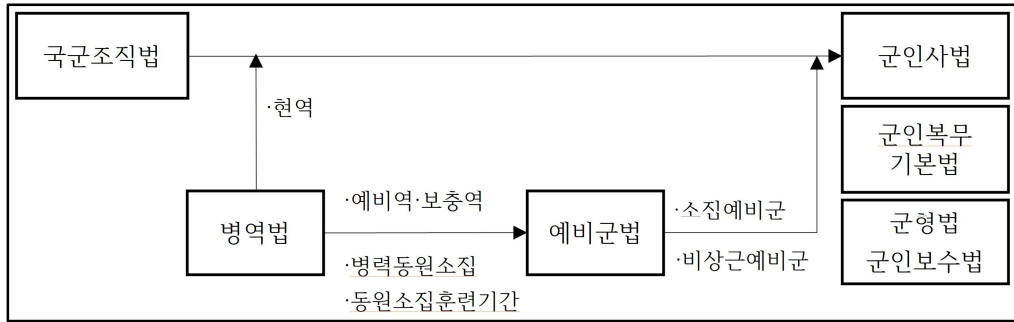 국군조직법
군인사법
·현역
군인복무
기본법
병역법
·예비역·보충역
예비군법
·소집예비군
·비상근예비군
군형법
군인보수법
·병력동원소집
·동원소집훈련기간